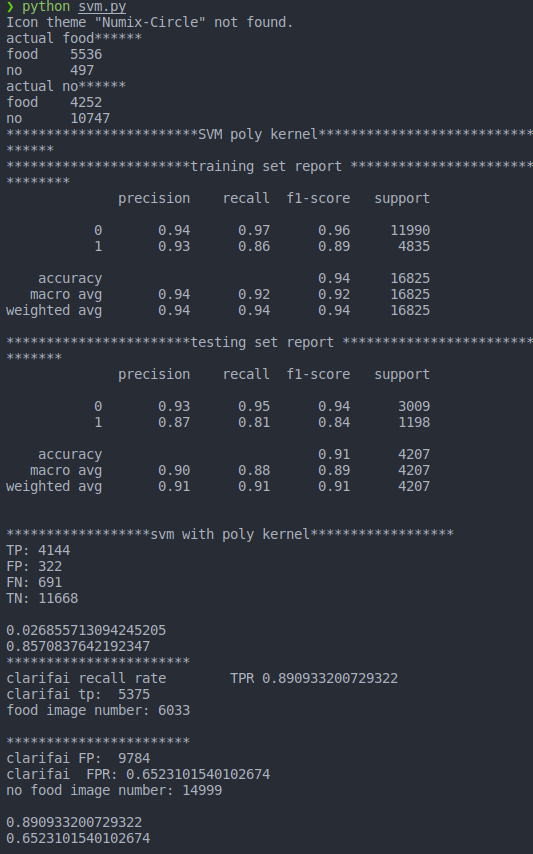 ❯ python svm.py
Icon theme "Numix-Circle" not found.
actual food******
food    5536
no      497
actual no******
food    4252
no      10747
************************SVM poly kernel***************************
******
***********************training set report ***********************
********
              precision    recall  f1-score   support

           0       0.94      0.97      0.96     11990
           1       0.93      0.86      0.89      4835

    accuracy                           0.94     16825
   macro avg       0.94      0.92      0.92     16825
weighted avg       0.94      0.94      0.94     16825

***********************testing set report ************************
*******
              precision    recall  f1-score   support

           0       0.93      0.95      0.94      3009
           1       0.87      0.81      0.84      1198

    accuracy                           0.91      4207
   macro avg       0.90      0.88      0.89      4207
weighted avg       0.91      0.91      0.91      4207

******************svm with poly kernel******************
TP: 4144
FP: 322
FN: 691
TN: 11668

0.026855713094245205
0.8570837642192347
***********************
clarifai recall rate        TPR 0.890933200729322
clarifai tp:  5375
food image number: 6033

***********************
clarifai FP:  9784
clarifai  FPR: 0.6523101540102674
no food image number: 14999

0.890933200729322
0.6523101540102674